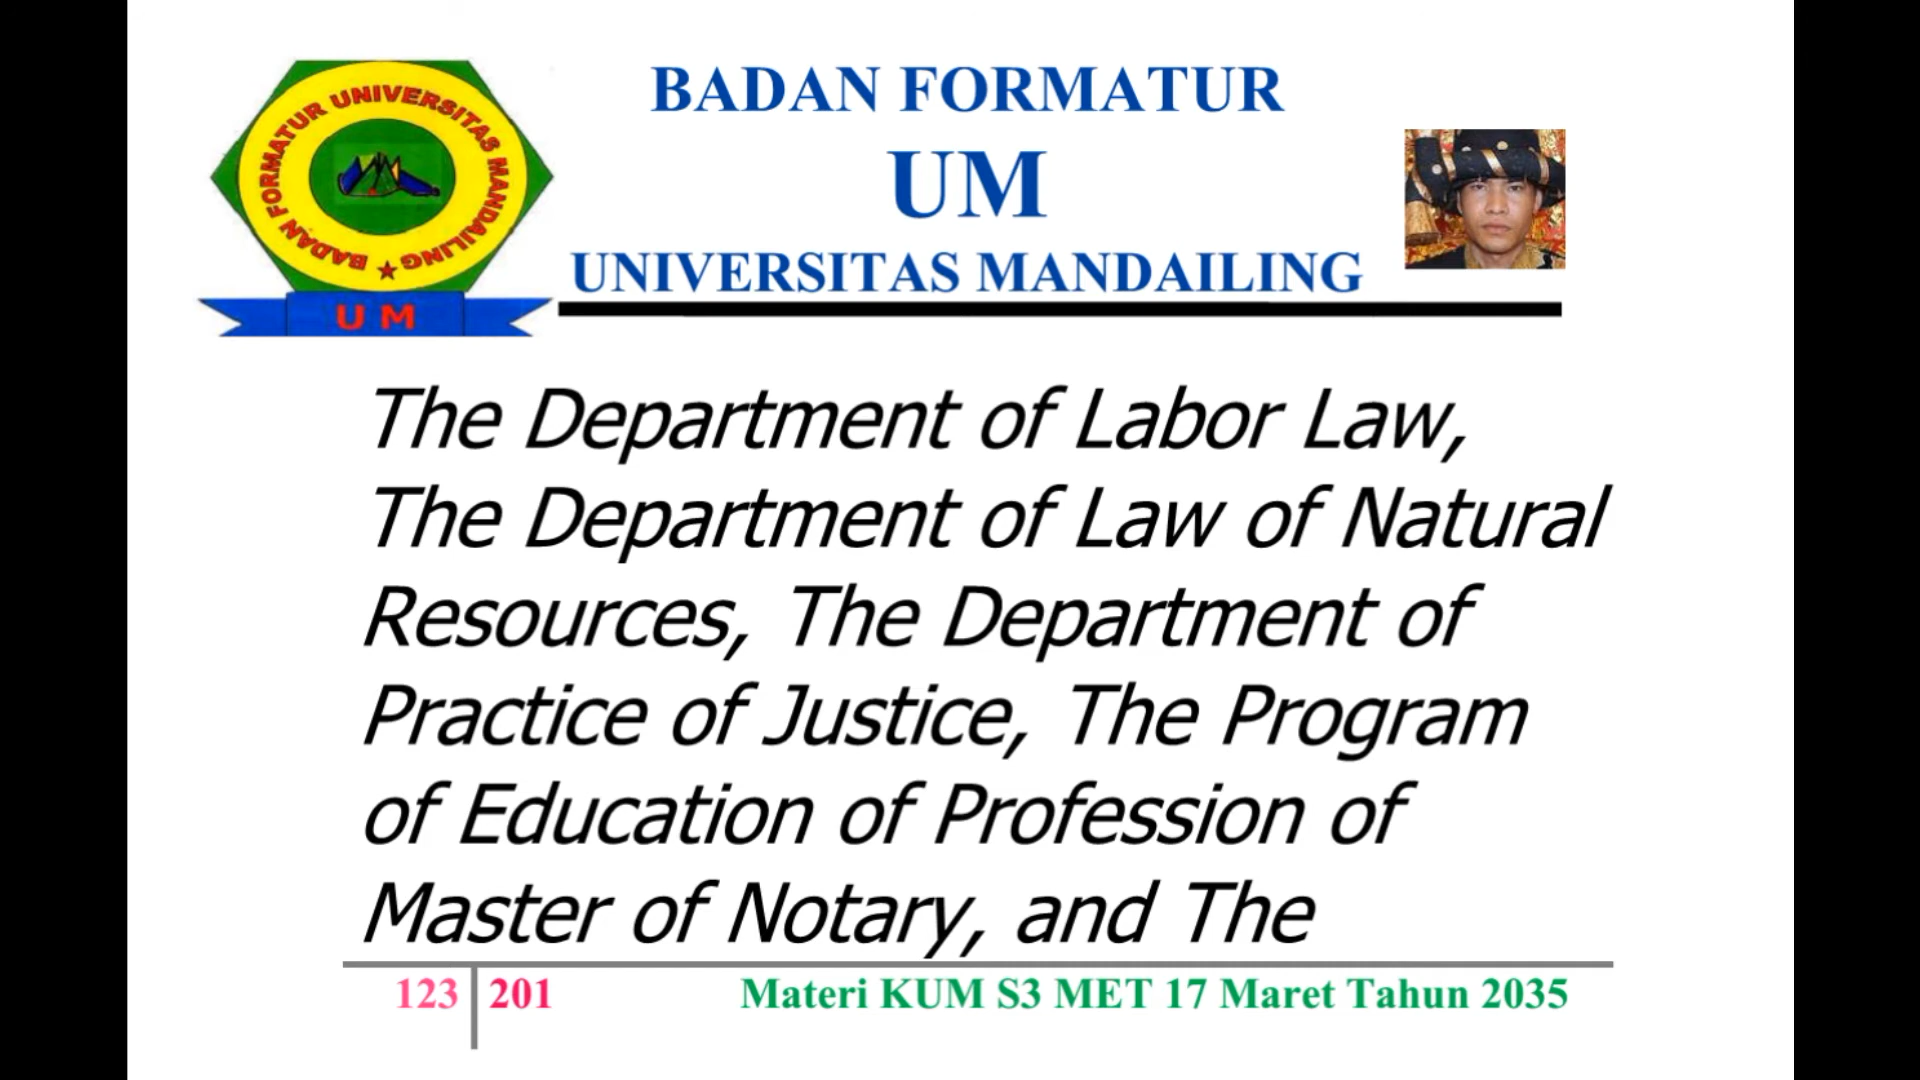 BADAN FORMATUR UNIVERSITAS MANDAILING
UM
BADAN FORMATUR
UM
UNIVERSITAS MANDAILING
The Department of Labor Law,
The Department of Law of Natural
Resources, The Department of
Practice of Justice, The Program
of Education of Profession of
Master of Notary, and The
123 201 Materi KUM S3 MET 17 Maret Tahun 2035